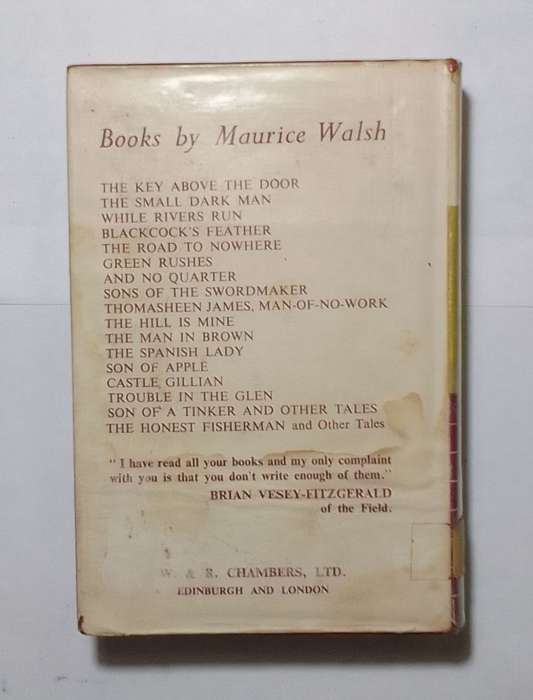 Books by Maurice Walsh
THE KEY ABOVE THE DOOR
THE SMALL DARK MAN
WHILE RIVERS RUN
BLACKCOCK'S FEATHER
THE ROAD TO NOWHERE
GREEN RUSHES
AND NO QUARTER
SONS OF THE SWORDMAKER
THOMASHEEN JAMES, MAN-OF-NO-WORK
THE HILL IS MINE
THE MAN IN BROWN
THE SPANISH LADY
SON OF APPLE
CASTLE GILLIAN
TROUBLE IN THE GLEN
SON OF A TINKER AND OTHER TALES
THE HONEST FISHERMAN and Other Tales
"I have read all your books and my only complaint
with you is that you don't write enough of them."
BRIAN VESEY-FITZGERALD
of the Field.
W. & R. CHAMBERS, LTD.
EDINBURGH AND LONDON